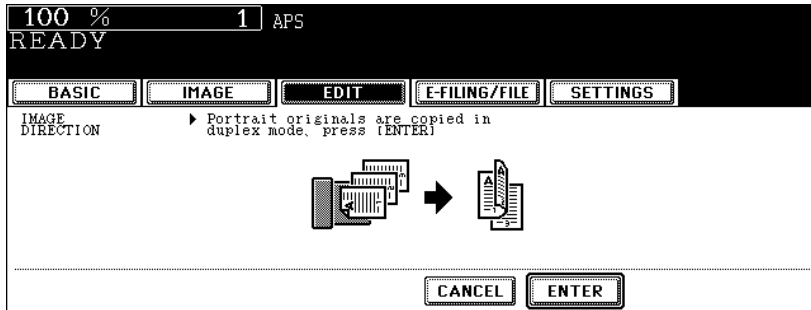 100 % 1 APS
READY
BASIC IMAGE EDIT E-FILING/FILE SETTINGS
IMAGE ▶ Portrait originals are copied in
DIRECTION duplex mode, press [ENTER]
CANCEL ENTER